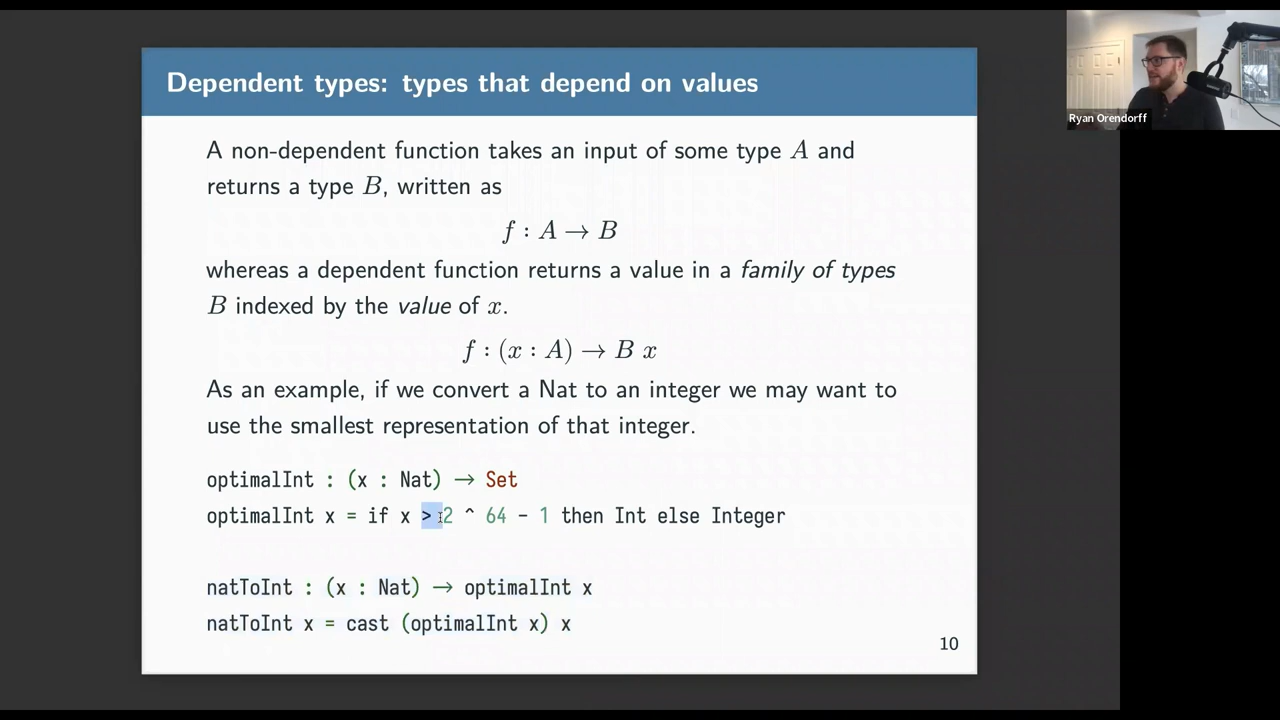 Dependent types: types that depend on values
A non-dependent function takes an input of some type A and
returns a type B, written as
f : A → B
whereas a dependent function returns a value in a family of types
B indexed by the value of x.
f : (x : A) → B x
As an example, if we convert a Nat to an integer we may want to
use the smallest representation of that integer.
optimalInt : (x : Nat) → Set
optimalInt x = if x > 2 ^ 64 - 1 then Int else Integer
natToInt : (x : Nat) → optimalInt x
natToInt x = cast (optimalInt x) x
10
Ryan Orendorff